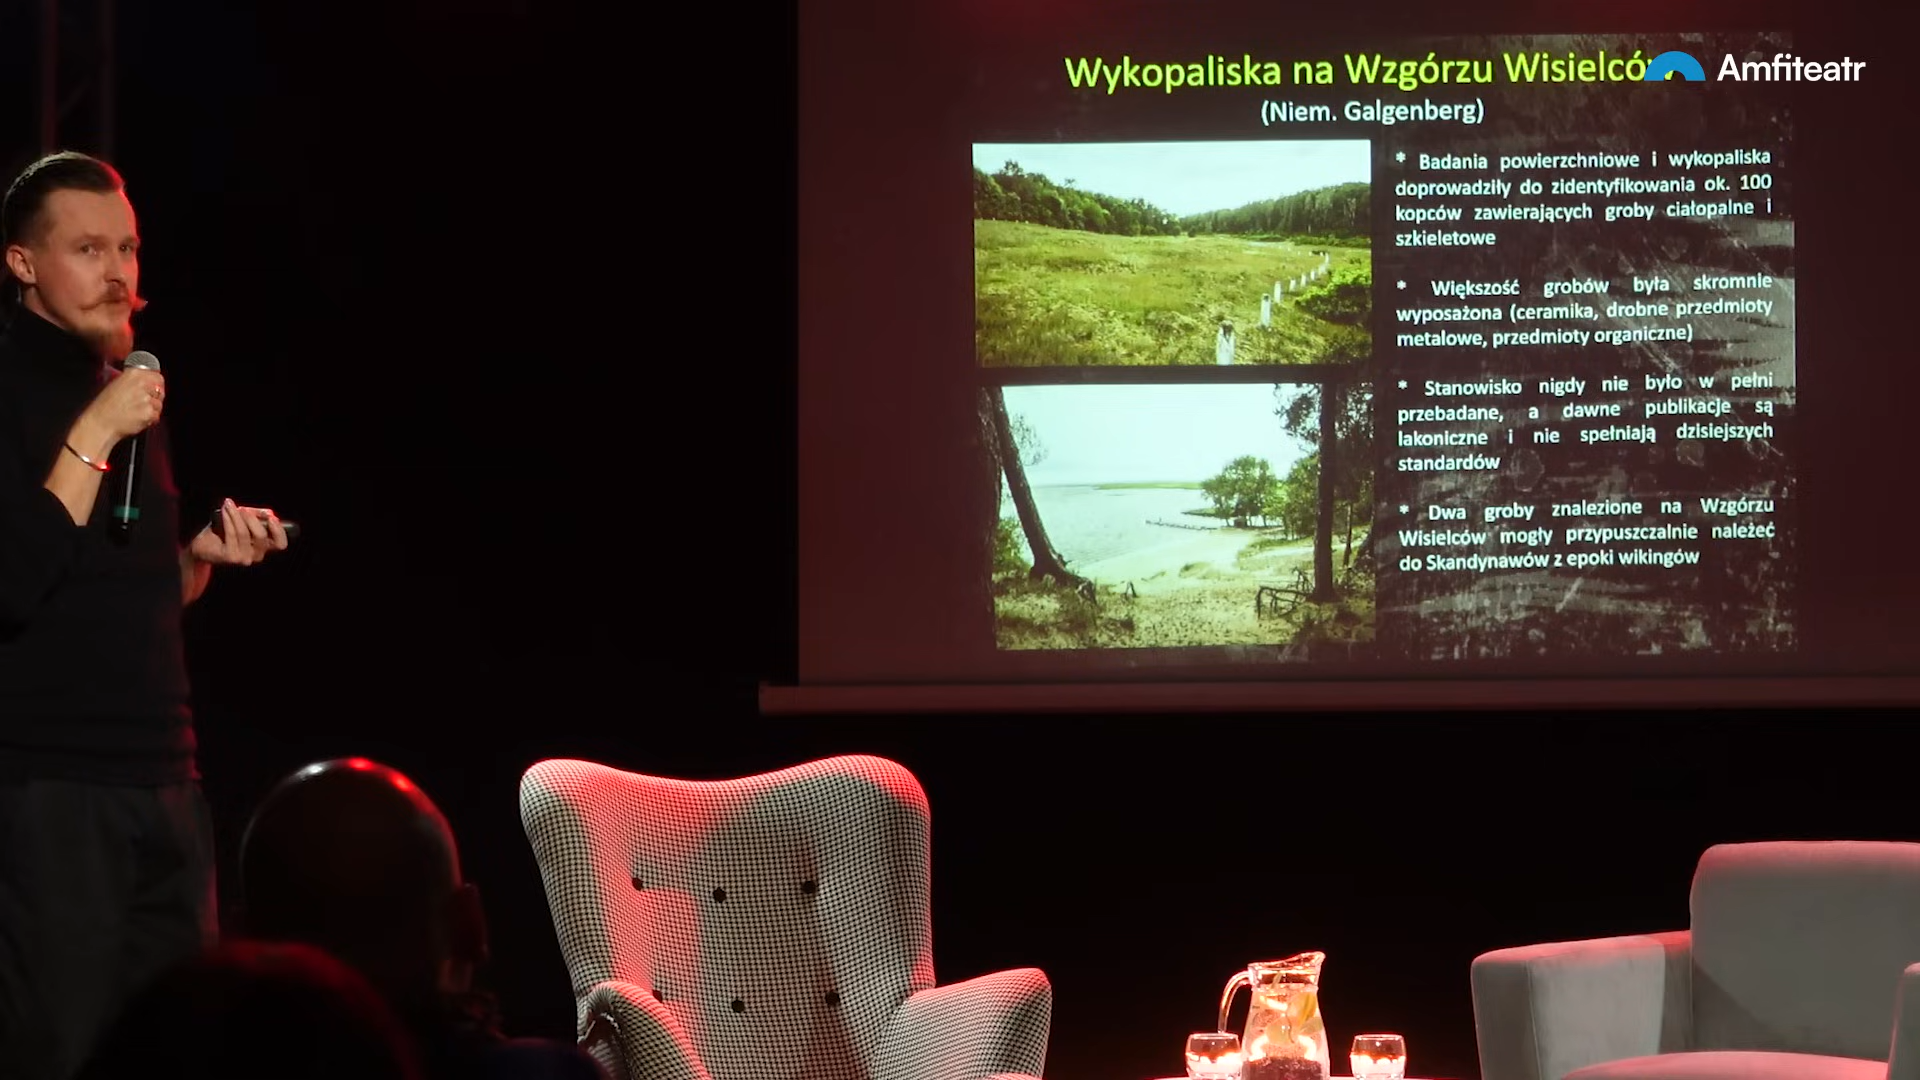 Wykopaliska na Wzgórzu Wisielców
Amfiteatr
(Niem. Galgenberg)
* Badania powierzchniowe i wykopaliska
doprowadziły do zidentyfikowania ok. 100
kopców zawierających groby ciałopalne i
szkieletowe
* Większość grobów była skromnie
wyposażona (ceramika, drobne przedmioty
metalowe, przedmioty organiczne)
* Stanowisko nigdy nie było w pełni
przebadane, a dawne publikacje są
lakoniczne i nie spełniają dzisiejszych
standardów
* Dwa groby znalezione na Wzgórzu
Wisielców mogły przypuszczalnie należeć
do Skandynawów z epoki wikingów